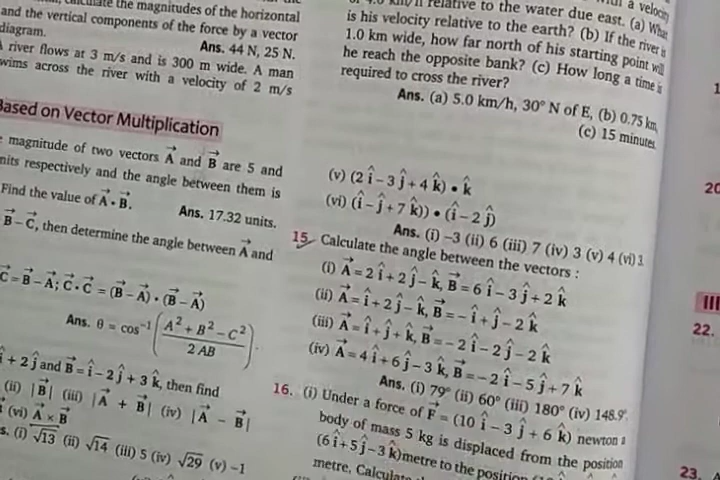 the magnitudes of the horizontal
and the vertical components of the force by a vector
diagram.
Ans. 44 N, 25 N.
river flows at 3 m/s and is 300 m wide. A man
wims across the river with a velocity of 2 m/s
Based on Vector Multiplication
magnitude of two vectors A⃗ and B⃗ are 5 and
nits respectively and the angle between them is
Find the value of A⃗ • B⃗.
Ans. 17.32 units.
B⃗ – C⃗, then determine the angle between A⃗ and
C⃗ = B⃗ – A⃗; C⃗ • C⃗ = (B⃗ – A⃗) • (B⃗ – A⃗)
Ans. θ = cos⁻¹ ((A² + B² – C²) / 2 AB).
î + 2 ĵ and B⃗ = î – 2 ĵ + 3 k̂, then find
(ii) |B⃗| (iii) |A⃗ + B⃗| (iv) |A⃗ – B⃗|
(vi) A⃗ × B⃗
s. (i) √13 (ii) √14 (iii) 5 (iv) √29 (v) –1
relative to the water due east. (a) What
is his velocity relative to the earth? (b) If the river is
1.0 km wide, how far north of his starting point will
he reach the opposite bank? (c) How long a time is
required to cross the river?
Ans. (a) 5.0 km/h, 30° N of E, (b) 0.75 km,
(c) 15 minutes.
(v) (2 î – 3 ĵ + 4 k̂) • k̂
(vi) (î – ĵ + 7 k̂)) • (î – 2 ĵ)
Ans. (i) –3 (ii) 6 (iii) 7 (iv) 3 (v) 4 (vi) 3.
15. Calculate the angle between the vectors :
(i) A⃗ = 2 î + 2 ĵ – k̂, B⃗ = 6 î – 3 ĵ + 2 k̂
(ii) A⃗ = î + 2 ĵ – k̂, B⃗ = – î + ĵ – 2 k̂
(iii) A⃗ = î + ĵ + k̂, B⃗ = – 2 î – 2 ĵ – 2 k̂
(iv) A⃗ = 4 î + 6 ĵ – 3 k̂, B⃗ = – 2 î – 5 ĵ + 7 k̂
Ans. (i) 79° (ii) 60° (iii) 180° (iv) 148.9°.
16. (i) Under a force of F⃗ = (10 î – 3 ĵ + 6 k̂) newton a
body of mass 5 kg is displaced from the position
(6 î + 5 ĵ – 3 k̂) metre to the position
metre. Calculate
1
20
III
22.
23.